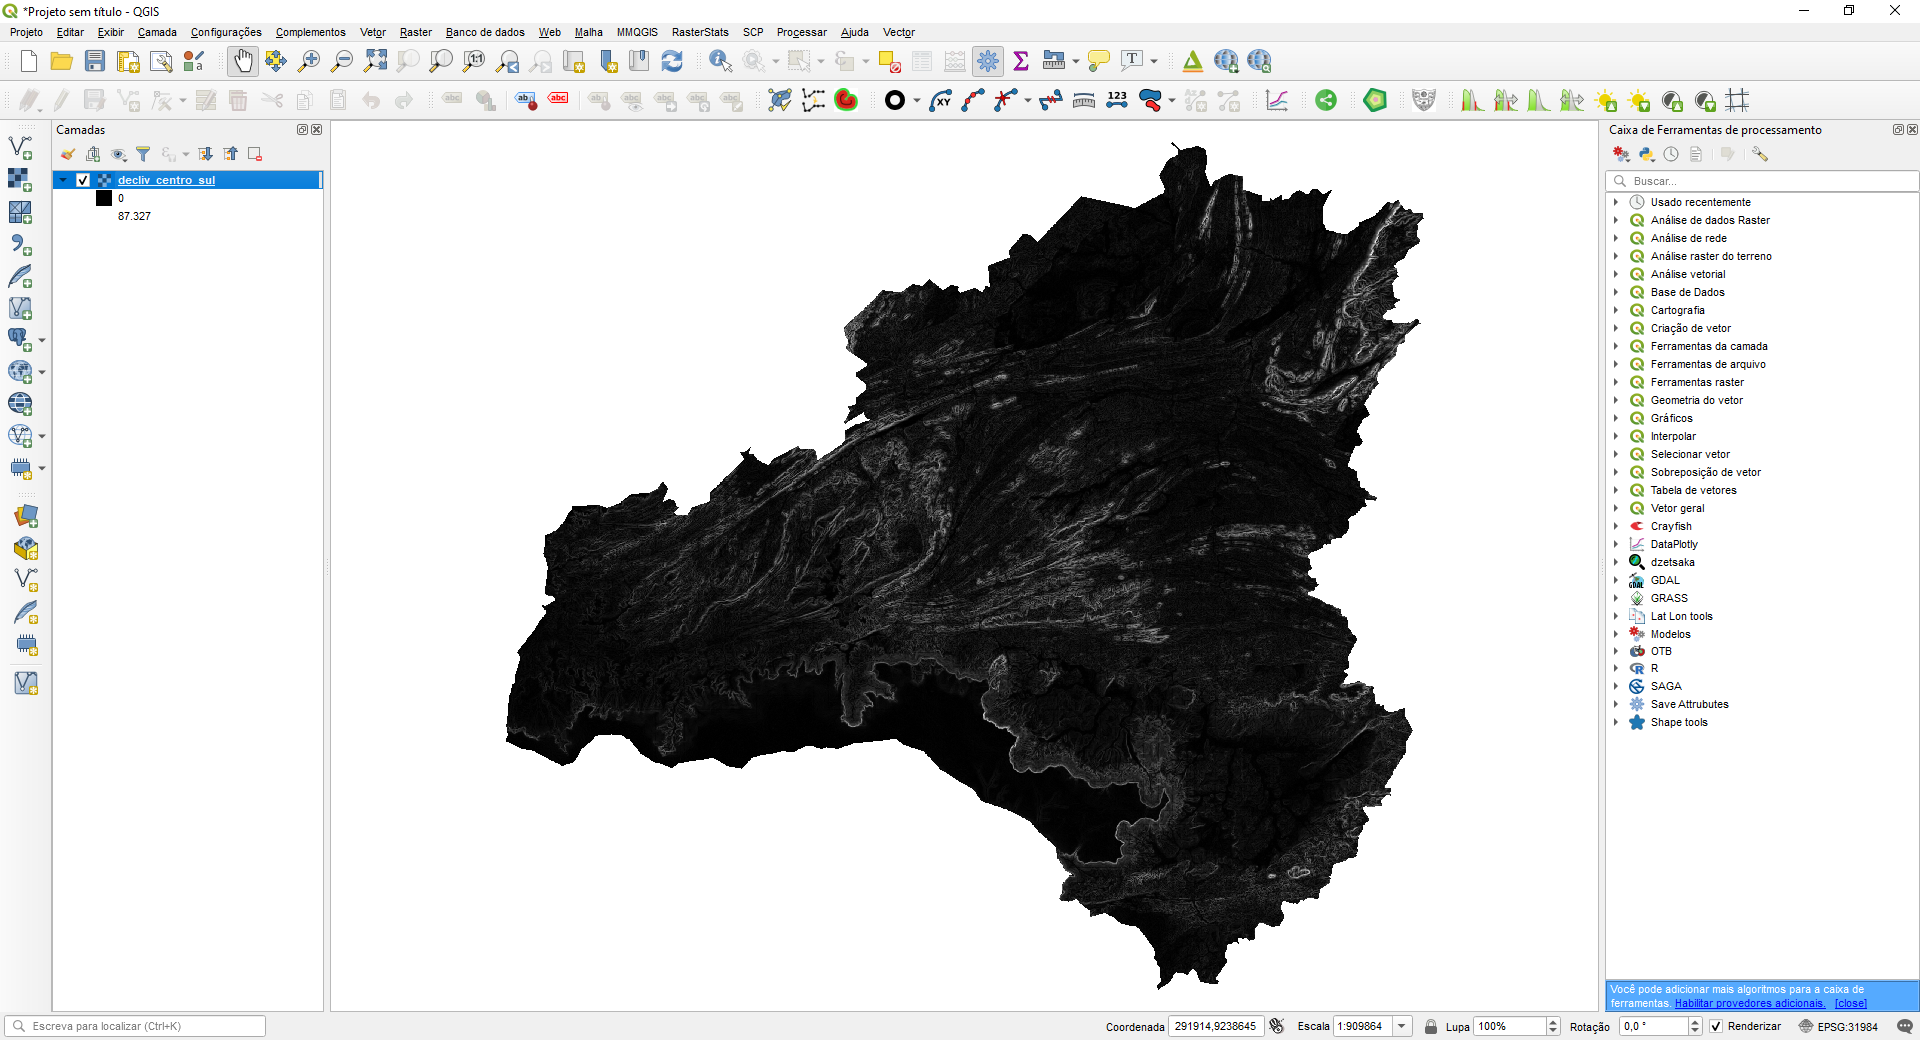 *Projeto sem título - QGIS
Projeto Editar Exibir Camada Configurações Complementos Vetor Raster Banco de dados Web Malha MMQGIS RasterStats SCP Processar Ajuda Vector
Camadas
decliv_centro_sul
0
87.327
Caixa de Ferramentas de processamento
Buscar...
Usado recentemente
Análise de dados Raster
Análise de rede
Análise raster do terreno
Análise vetorial
Base de Dados
Cartografia
Criação de vetor
Ferramentas da camada
Ferramentas de arquivo
Ferramentas raster
Geometria do vetor
Gráficos
Interpolar
Selecionar vetor
Sobreposição de vetor
Tabela de vetores
Vetor geral
Crayfish
DataPlotly
dzetsaka
GDAL
GRASS
Lat Lon tools
Modelos
OTB
R
SAGA
Save Attrubutes
Shape tools
Você pode adicionar mais algoritmos para a caixa de
ferramentas. Habilitar provedores adicionais. [close]
Escreva para localizar (Ctrl+K)
Coordenada 291914,9238645 Escala 1:909864 Lupa 100% Rotação 0,0 ° Renderizar EPSG:31984